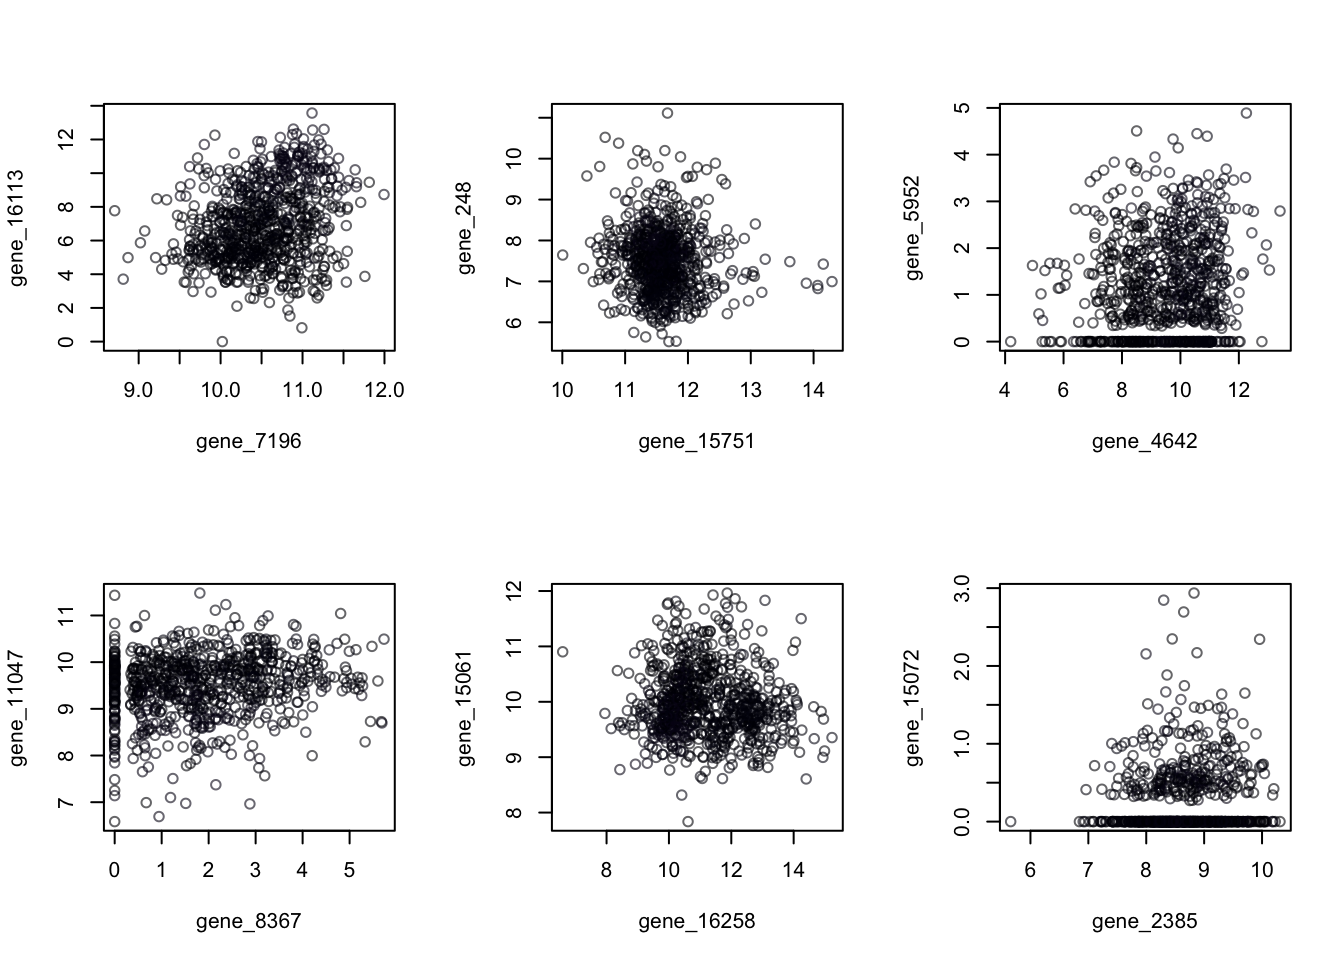 gene_16113
12
8
6
4
2
0
9.0 10.0 11.0 12.0
gene_7196
gene_248
10
9
8
7
6
10 11 12 13 14
gene_15751
gene_5952
5
4
3
2
1
0
4 6 8 10 12
gene_4642
gene_11047
11
10
9
8
7
0 1 2 3 4 5
gene_8367
gene_15061
12
11
10
9
8
8 10 12 14
gene_16258
gene_15072
3.0
2.0
1.0
0.0
6 7 8 9 10
gene_2385